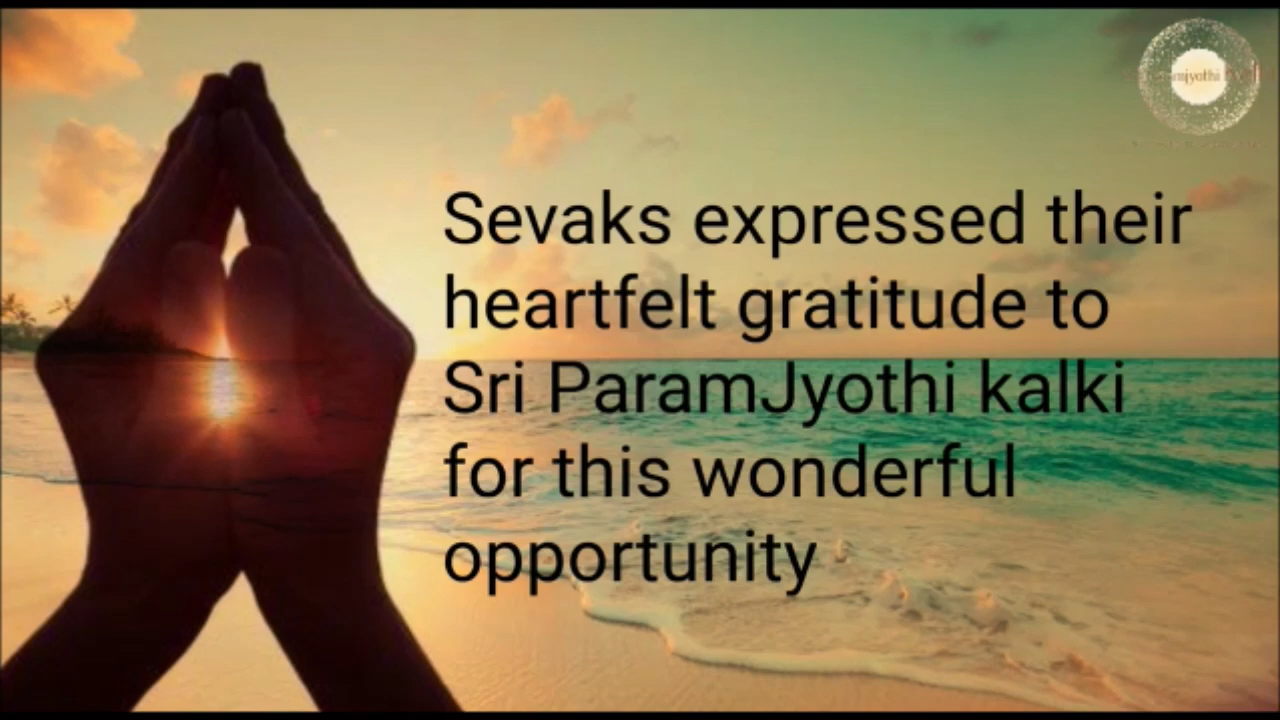 Sevaks expressed their
heartfelt gratitude to
Sri ParamJyothi kalki
for this wonderful
opportunity